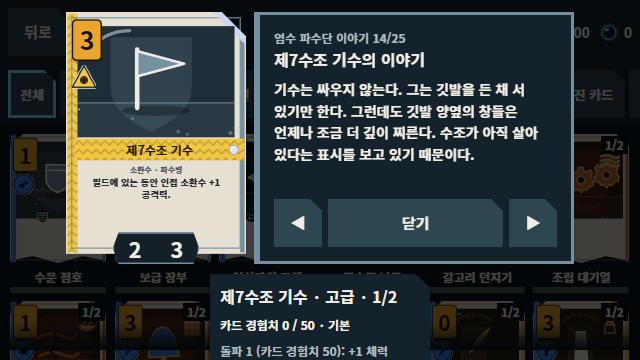 뒤로
00
0
전체
진 카드
3
제7수조 기수
소환수 · 파수병
필드에 있는 동안 인접 소환수 +1
공격력.
2 3
염수 파수단 이야기 14/25
제7수조 기수의 이야기
기수는 싸우지 않는다. 그는 깃발을 든 채 서
있기만 한다. 그런데도 깃발 양옆의 창들은
언제나 조금 더 깊이 찌른다. 수조가 아직 살아
있다는 표시를 보고 있기 때문이다.
◀
닫기
▶
1
1/2
수문 점호
보급 장부
갈고리 던지기
조립 대기열
제7수조 기수 · 고급 · 1/2
카드 경험치 0 / 50 · 기본
돌파 1 (카드 경험치 50): +1 체력
1
1/2
3
1/2
0
1/2
3
1/2